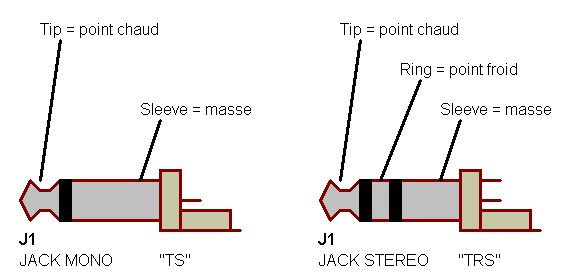 Tip = point chaud
Sleeve = masse
J1
JACK MONO "TS"
Tip = point chaud
Ring = point froid
Sleeve = masse
J1
JACK STEREO "TRS"